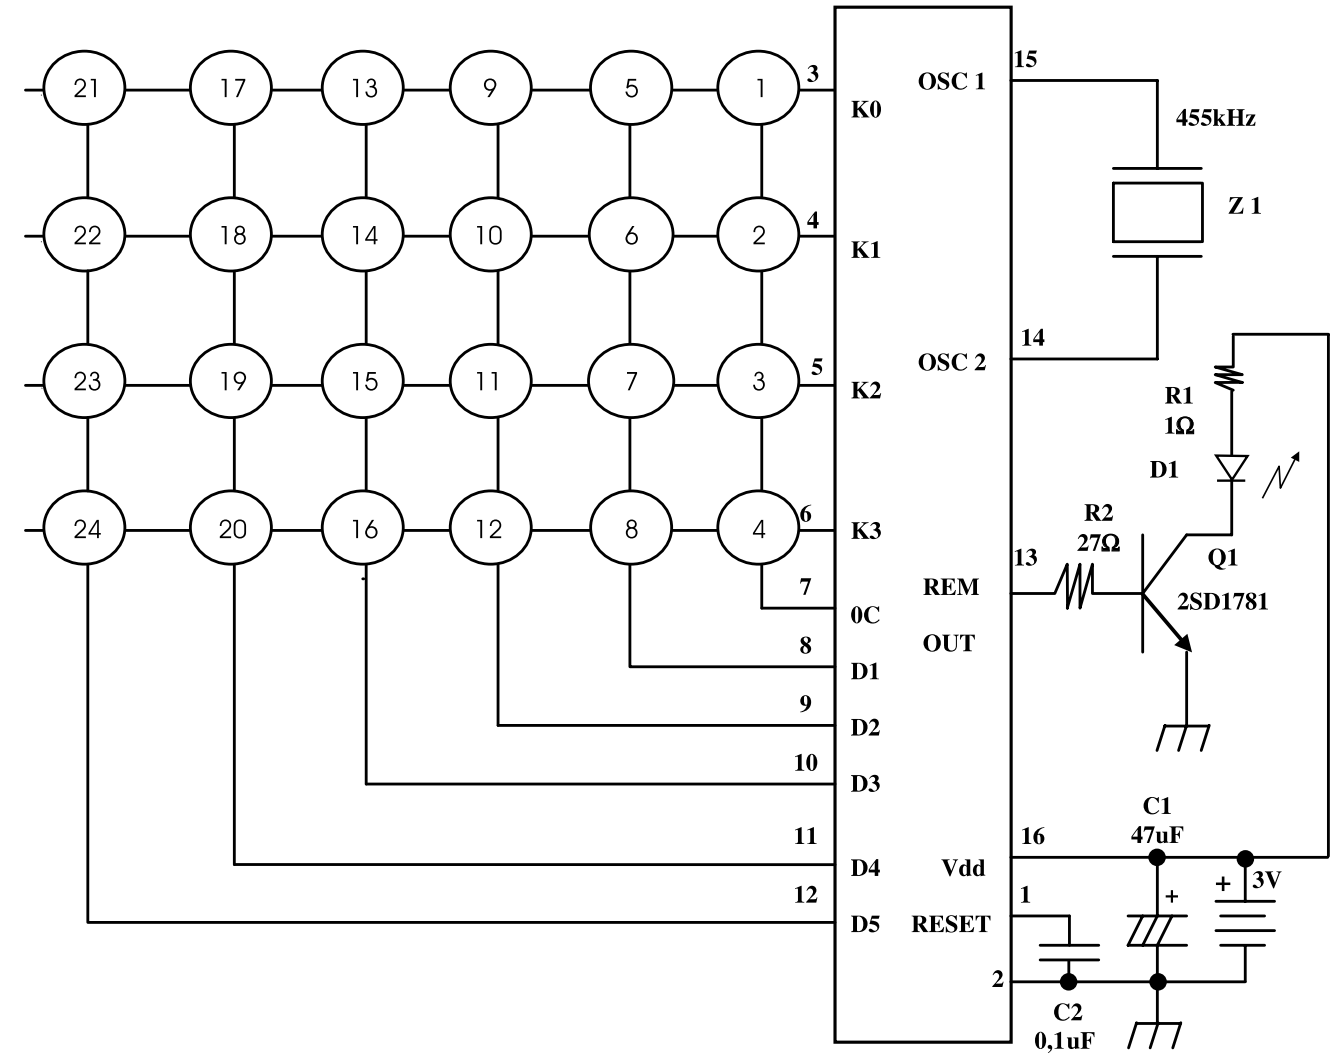 21 17 13 9 5 1 3
K0
22 18 14 10 6 2 4
K1
23 19 15 11 7 3 5
K2
24 20 16 12 8 4 6
K3
7
0C
8
D1
9
D2
10
D3
11
D4
12
D5
OSC 1
15
455kHz
Z 1
14
OSC 2
R1
1Ω
D1
R2
27Ω
13
REM
OUT
Q1
2SD1781
C1
47uF
16
Vdd
+ 3V
+
1
RESET
2
C2
0,1uF